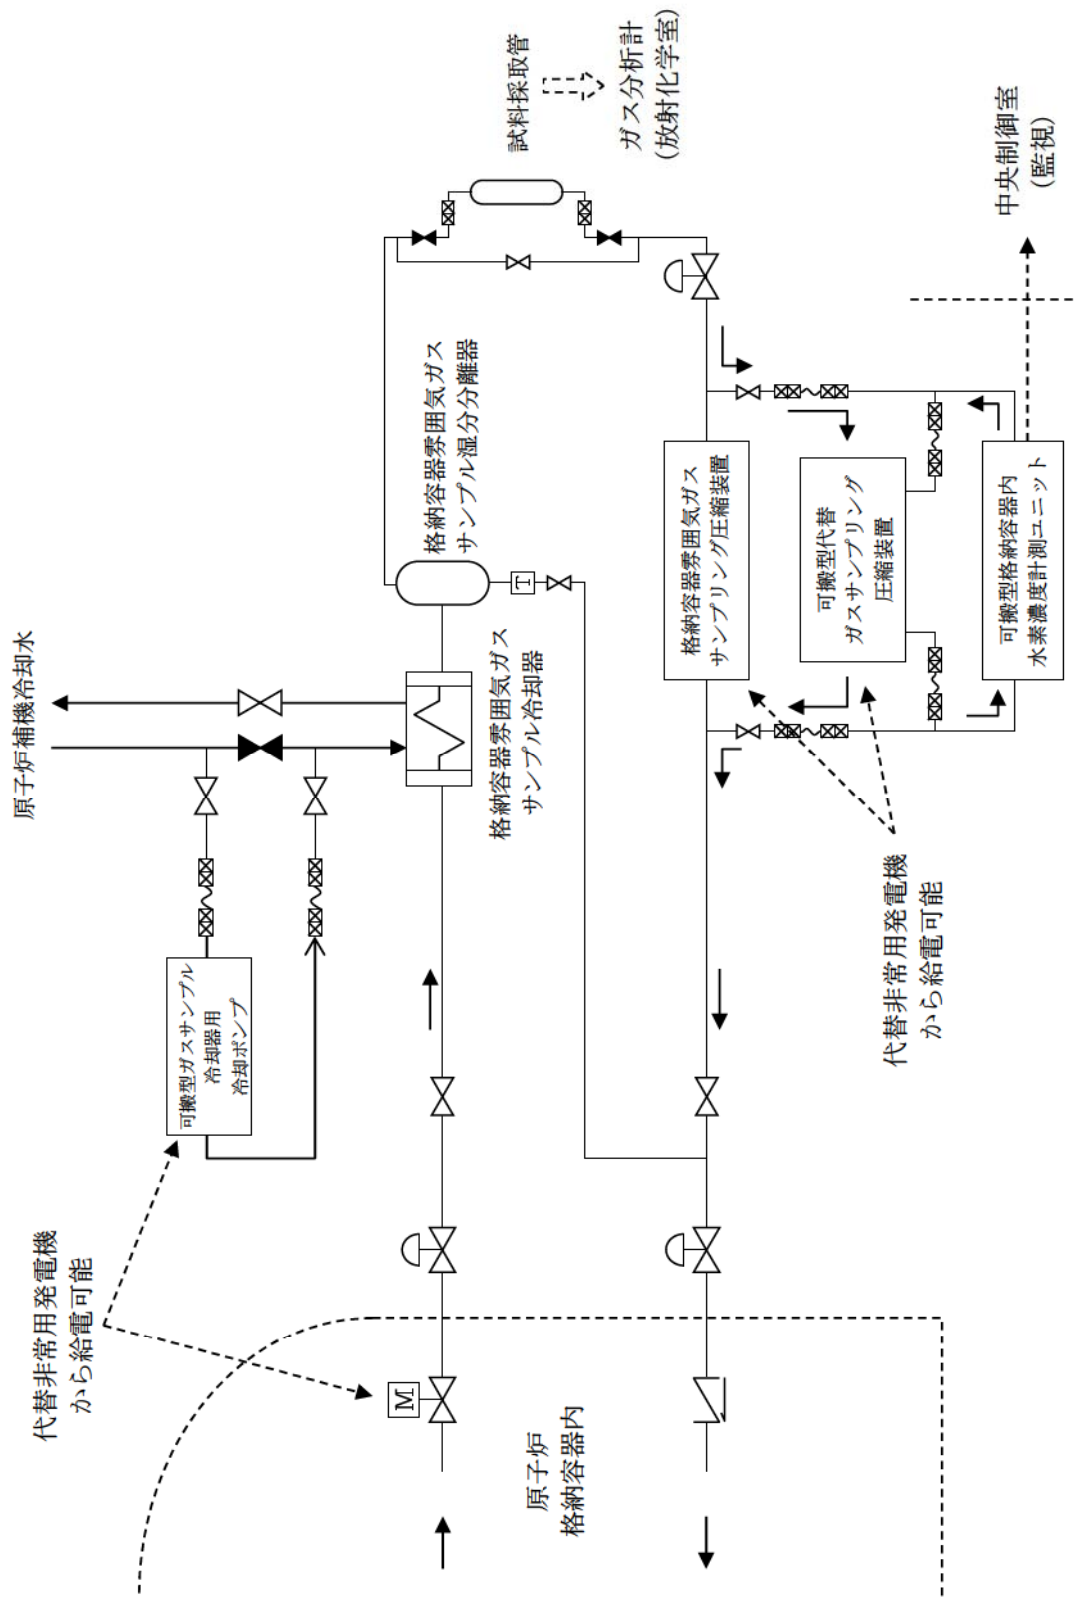 原子炉補機冷却水
代替非常用発電機
から給電可能
可搬型ガスサンプル
冷却器用
冷却ポンプ
原子炉
格納容器内
M
格納容器雰囲気ガス
サンプル冷却器
格納容器雰囲気ガス
サンプル湿分分離器
T
試料採取管
ガス分析計
(放射化学室)
格納容器雰囲気ガス
サンプリング圧縮装置
可搬型代替
ガスサンプリング
圧縮装置
可搬型格納容器内
水素濃度計測ユニット
代替非常用発電機
から給電可能
中央制御室
(監視)